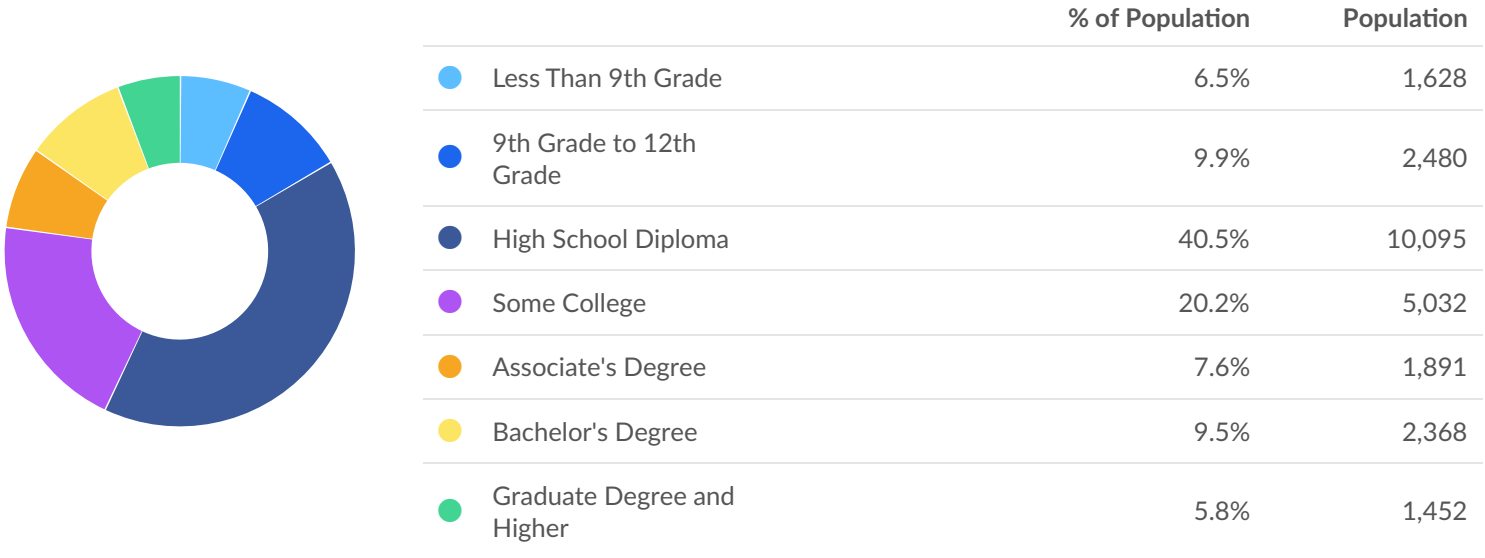 % of Population Population
Less Than 9th Grade 6.5% 1,628
9th Grade to 12th
Grade 9.9% 2,480
High School Diploma 40.5% 10,095
Some College 20.2% 5,032
Associate's Degree 7.6% 1,891
Bachelor's Degree 9.5% 2,368
Graduate Degree and
Higher 5.8% 1,452